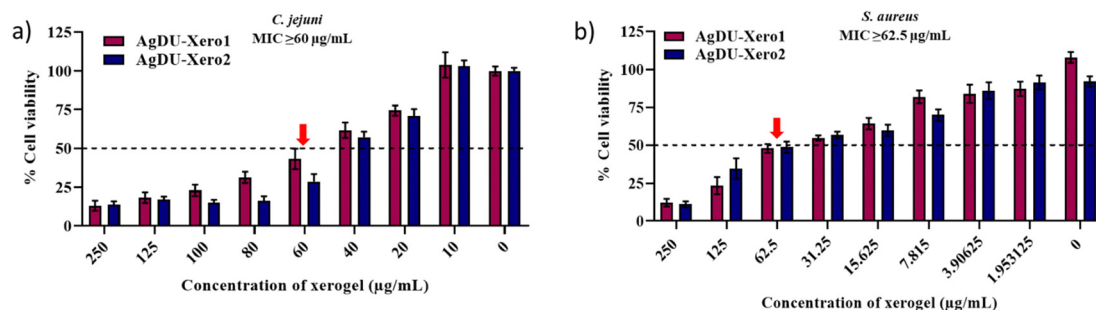 a)
C. jejuni
MIC ≥60 µg/mL
AgDU-Xero1
AgDU-Xero2
% Cell viability
125
100
75
50
25
0
250 125 100 80 60 40 20 10 0
Concentration of xerogel (µg/mL)
b)
S. aureus
MIC ≥62.5 µg/mL
AgDU-Xero1
AgDU-Xero2
% Cell viability
125
100
75
50
25
0
250 125 62.5 31.25 15.625 7.815 3.90625 1.953125 0
Concentration of xerogel (µg/mL)